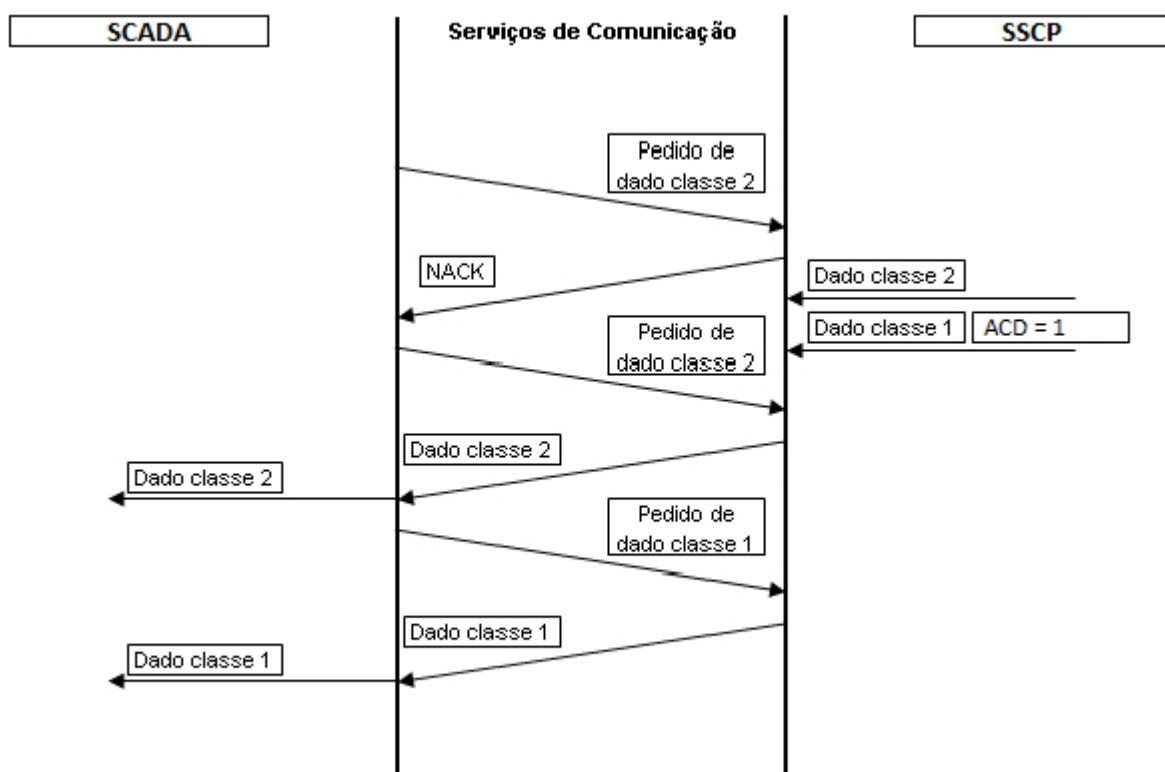 SCADA
Serviços de Comunicação
SSCP
Pedido de
dado classe 2
NACK
Dado classe 2
Dado classe 1
ACD = 1
Pedido de
dado classe 2
Dado classe 2
Dado classe 2
Pedido de
dado classe 1
Dado classe 1
Dado classe 1